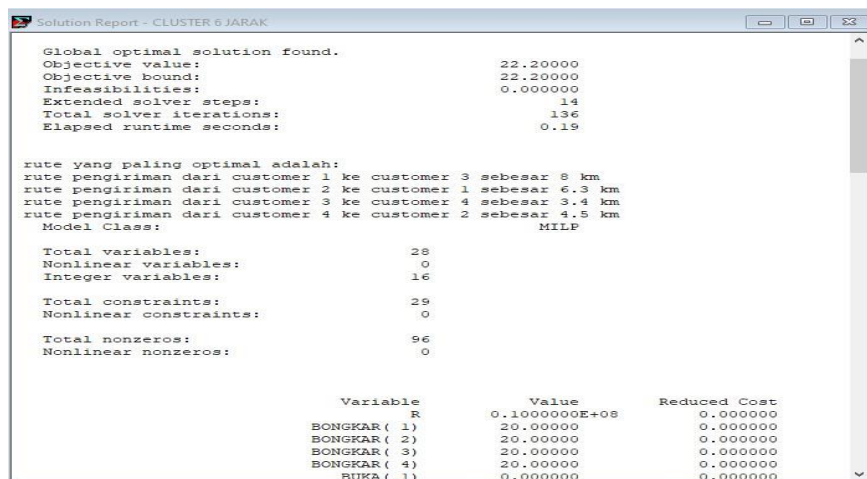 Solution Report - CLUSTER 6 JARAK
Global optimal solution found.
Objective value: 22.20000
Objective bound: 22.20000
Infeasibilities: 0.000000
Extended solver steps: 14
Total solver iterations: 136
Elapsed runtime seconds: 0.19
rute yang paling optimal adalah:
rute pengiriman dari customer 1 ke customer 3 sebesar 8 km
rute pengiriman dari customer 2 ke customer 1 sebesar 6.3 km
rute pengiriman dari customer 3 ke customer 4 sebesar 3.4 km
rute pengiriman dari customer 4 ke customer 2 sebesar 4.5 km
Model Class: MILP
Total variables: 28
Nonlinear variables: 0
Integer variables: 16
Total constraints: 29
Nonlinear constraints: 0
Total nonzeros: 96
Nonlinear nonzeros: 0
Variable Value Reduced Cost
R 0.1000000E+08 0.000000
BONGKAR( 1) 20.00000 0.000000
BONGKAR( 2) 20.00000 0.000000
BONGKAR( 3) 20.00000 0.000000
BONGKAR( 4) 20.00000 0.000000
BUKA( 1) 0.000000 0.000000